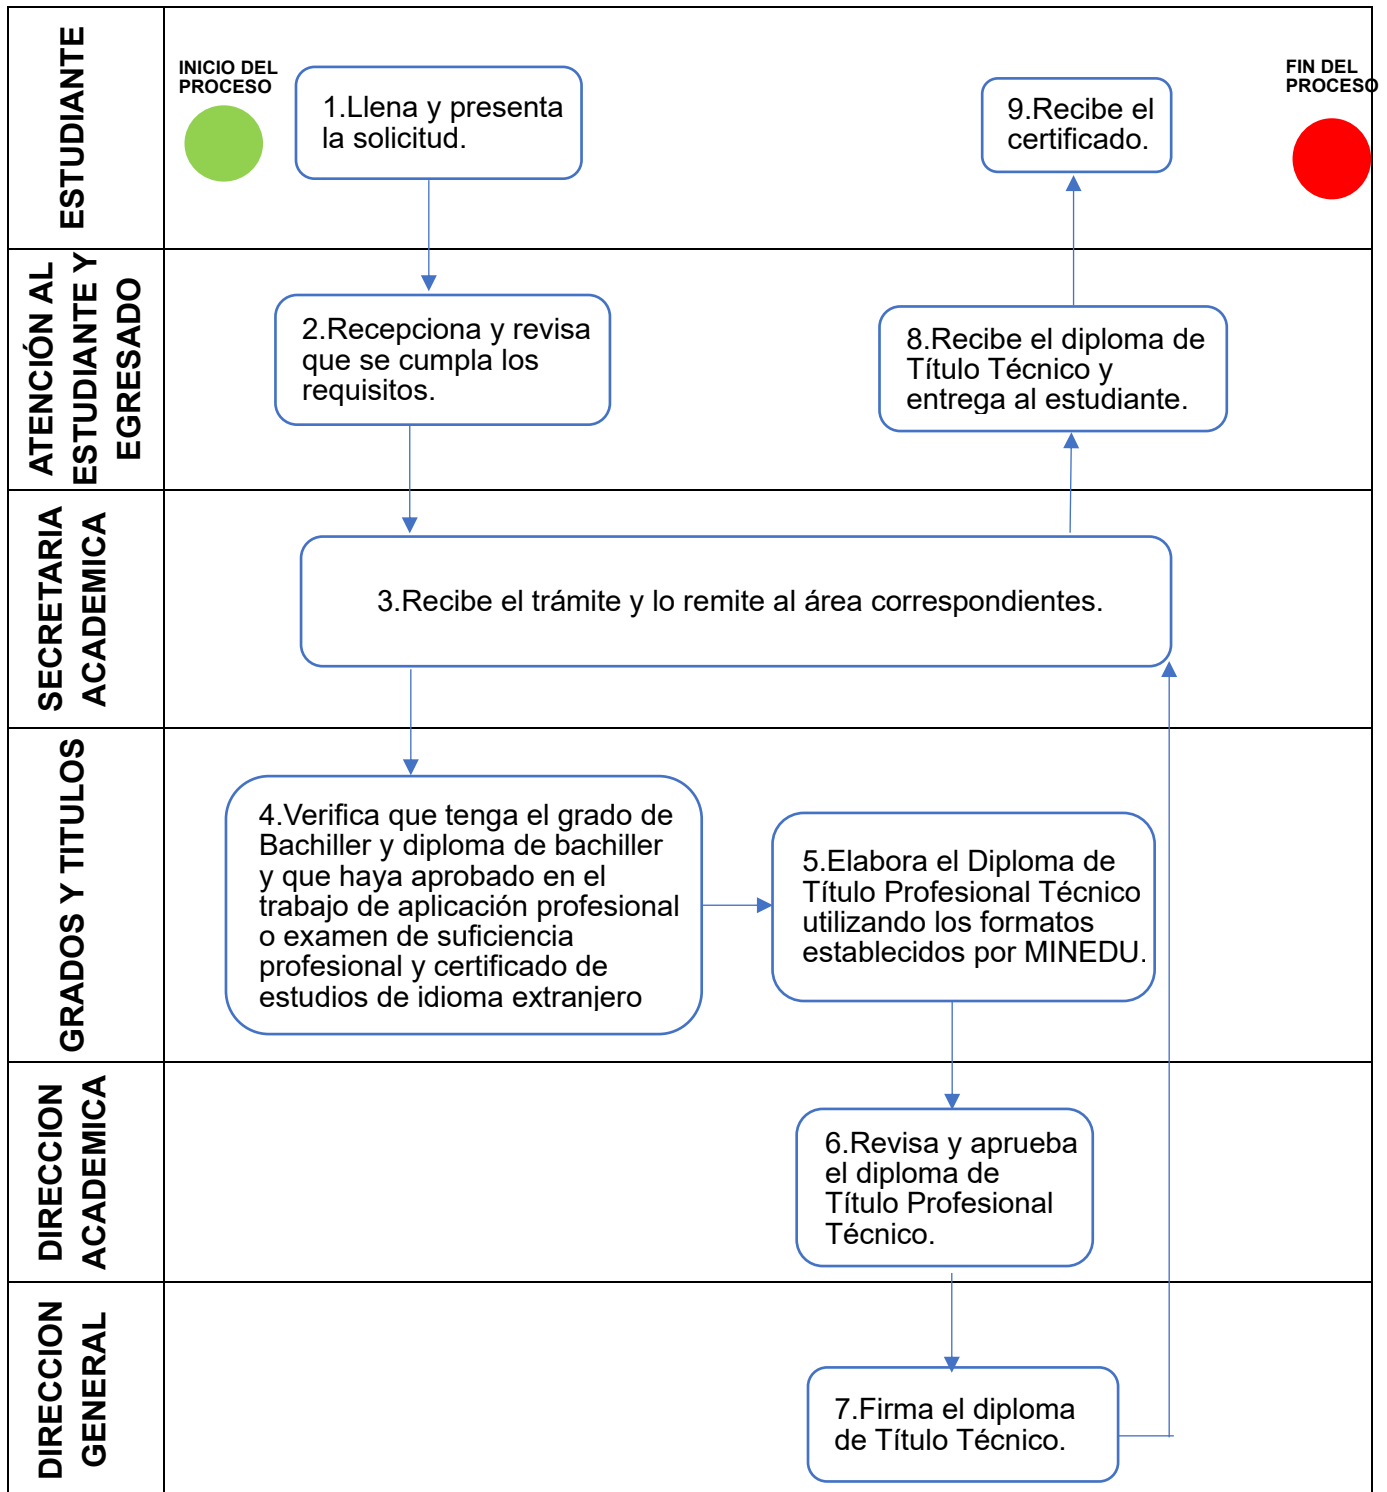 ESTUDIANTE
INICIO DEL
PROCESO
1.Llena y presenta
la solicitud.
9.Recibe el
certificado.
FIN DEL
PROCESO
ATENCIÓN AL
ESTUDIANTE Y
EGRESADO
2.Recepciona y revisa
que se cumpla los
requisitos.
8.Recibe el diploma de
Título Técnico y
entrega al estudiante.
SECRETARIA
ACADEMICA
3.Recibe el trámite y lo remite al área correspondientes.
GRADOS Y TITULOS
4.Verifica que tenga el grado de
Bachiller y diploma de bachiller
y que haya aprobado en el
trabajo de aplicación profesional
o examen de suficiencia
profesional y certificado de
estudios de idioma extranjero
5.Elabora el Diploma de
Título Profesional Técnico
utilizando los formatos
establecidos por MINEDU.
DIRECCION
ACADEMICA
6.Revisa y aprueba
el diploma de
Título Profesional
Técnico.
DIRECCION
GENERAL
7.Firma el diploma
de Título Técnico.